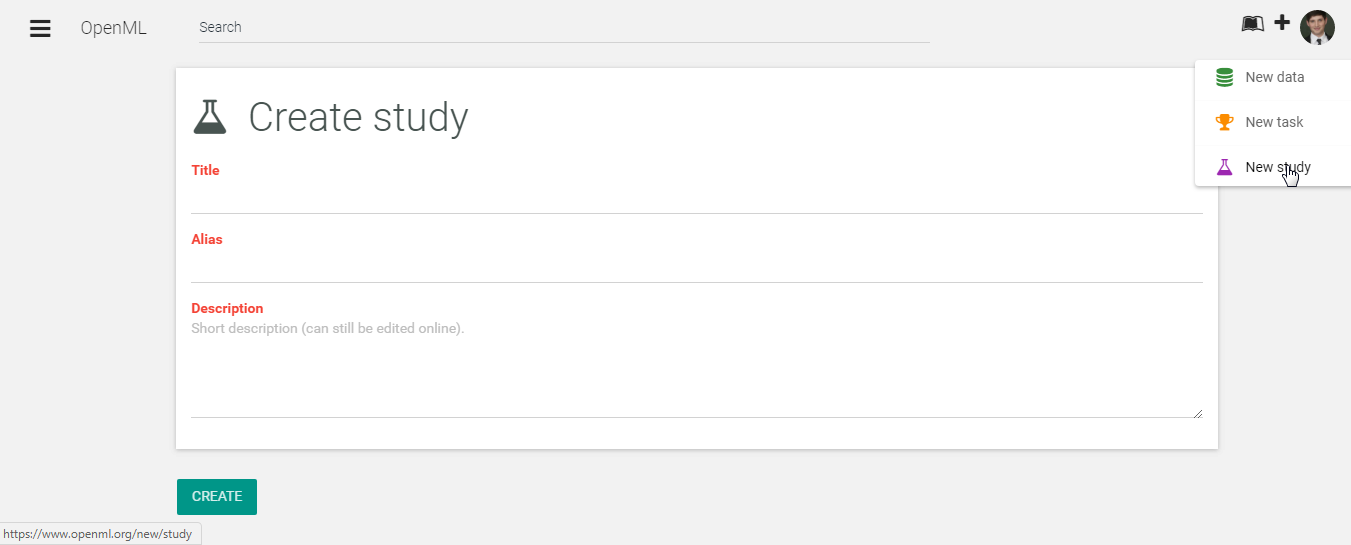 OpenML
Search
New data
New task
New study
Create study
Title
Alias
Description
Short description (can still be edited online).
CREATE
https://www.openml.org/new/study